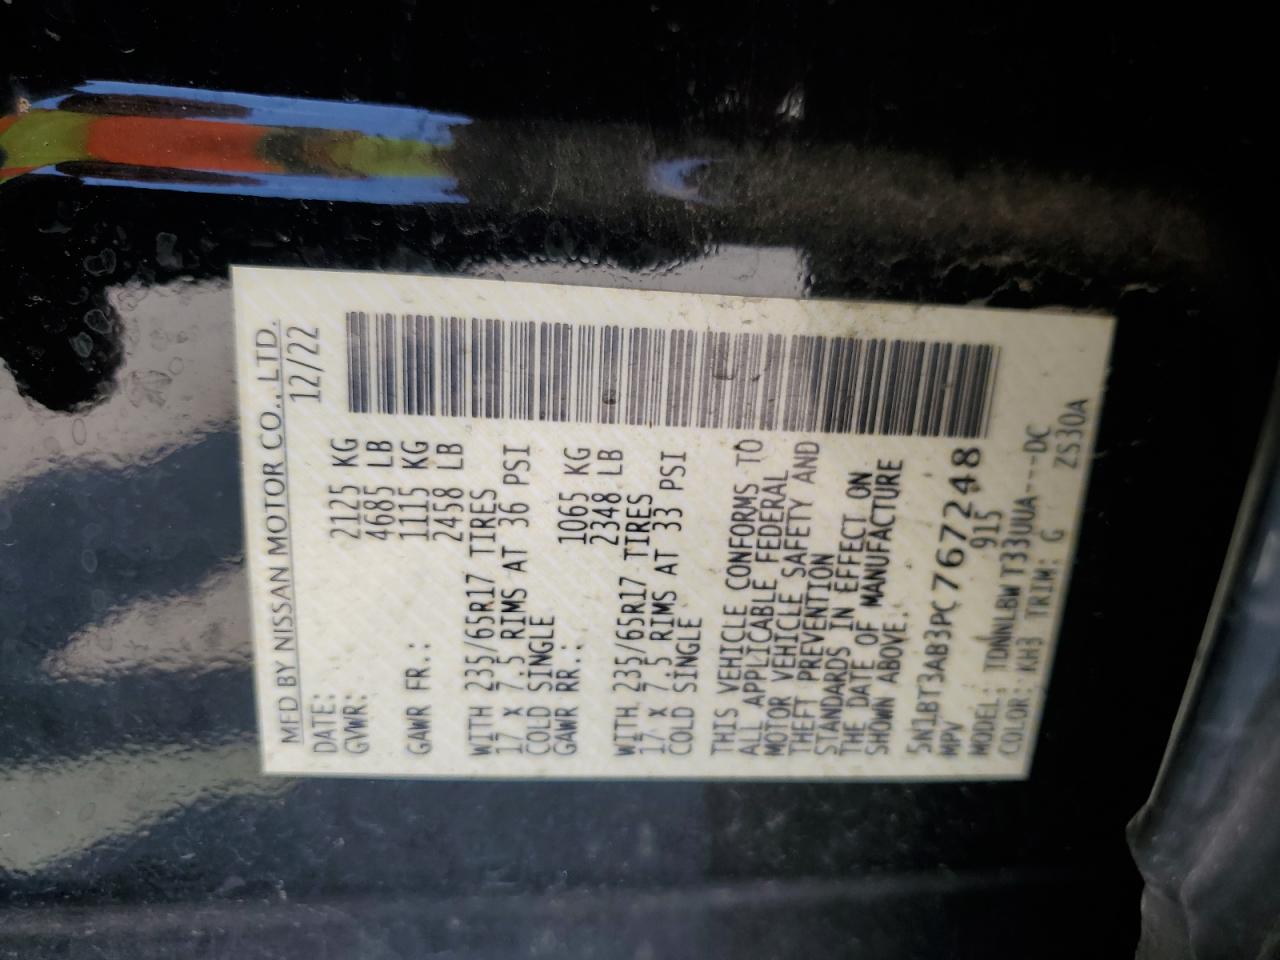 MFD BY NISSAN MOTOR CO., LTD.
DATE: 12/22
GVWR: 2125 KG
4685 LB
GAWR FR.: 1115 KG
2458 LB
WITH 235/65R17 TIRES
17 x 7.5 RIMS AT 36 PSI
COLD SINGLE
GAWR RR.: 1065 KG
2348 LB
WITH 235/65R17 TIRES
17 x 7.5 RIMS AT 33 PSI
COLD SINGLE
THIS VEHICLE CONFORMS TO
ALL APPLICABLE FEDERAL
MOTOR VEHICLE SAFETY AND
THEFT PREVENTION
STANDARDS IN EFFECT ON
THE DATE OF MANUFACTURE
SHOWN ABOVE.
5N1BT3AB3PC767248
MPV 915
MODEL: TDNNLBW T33UUA----DC
COLOR: KH3 TRIM: G ZS30A